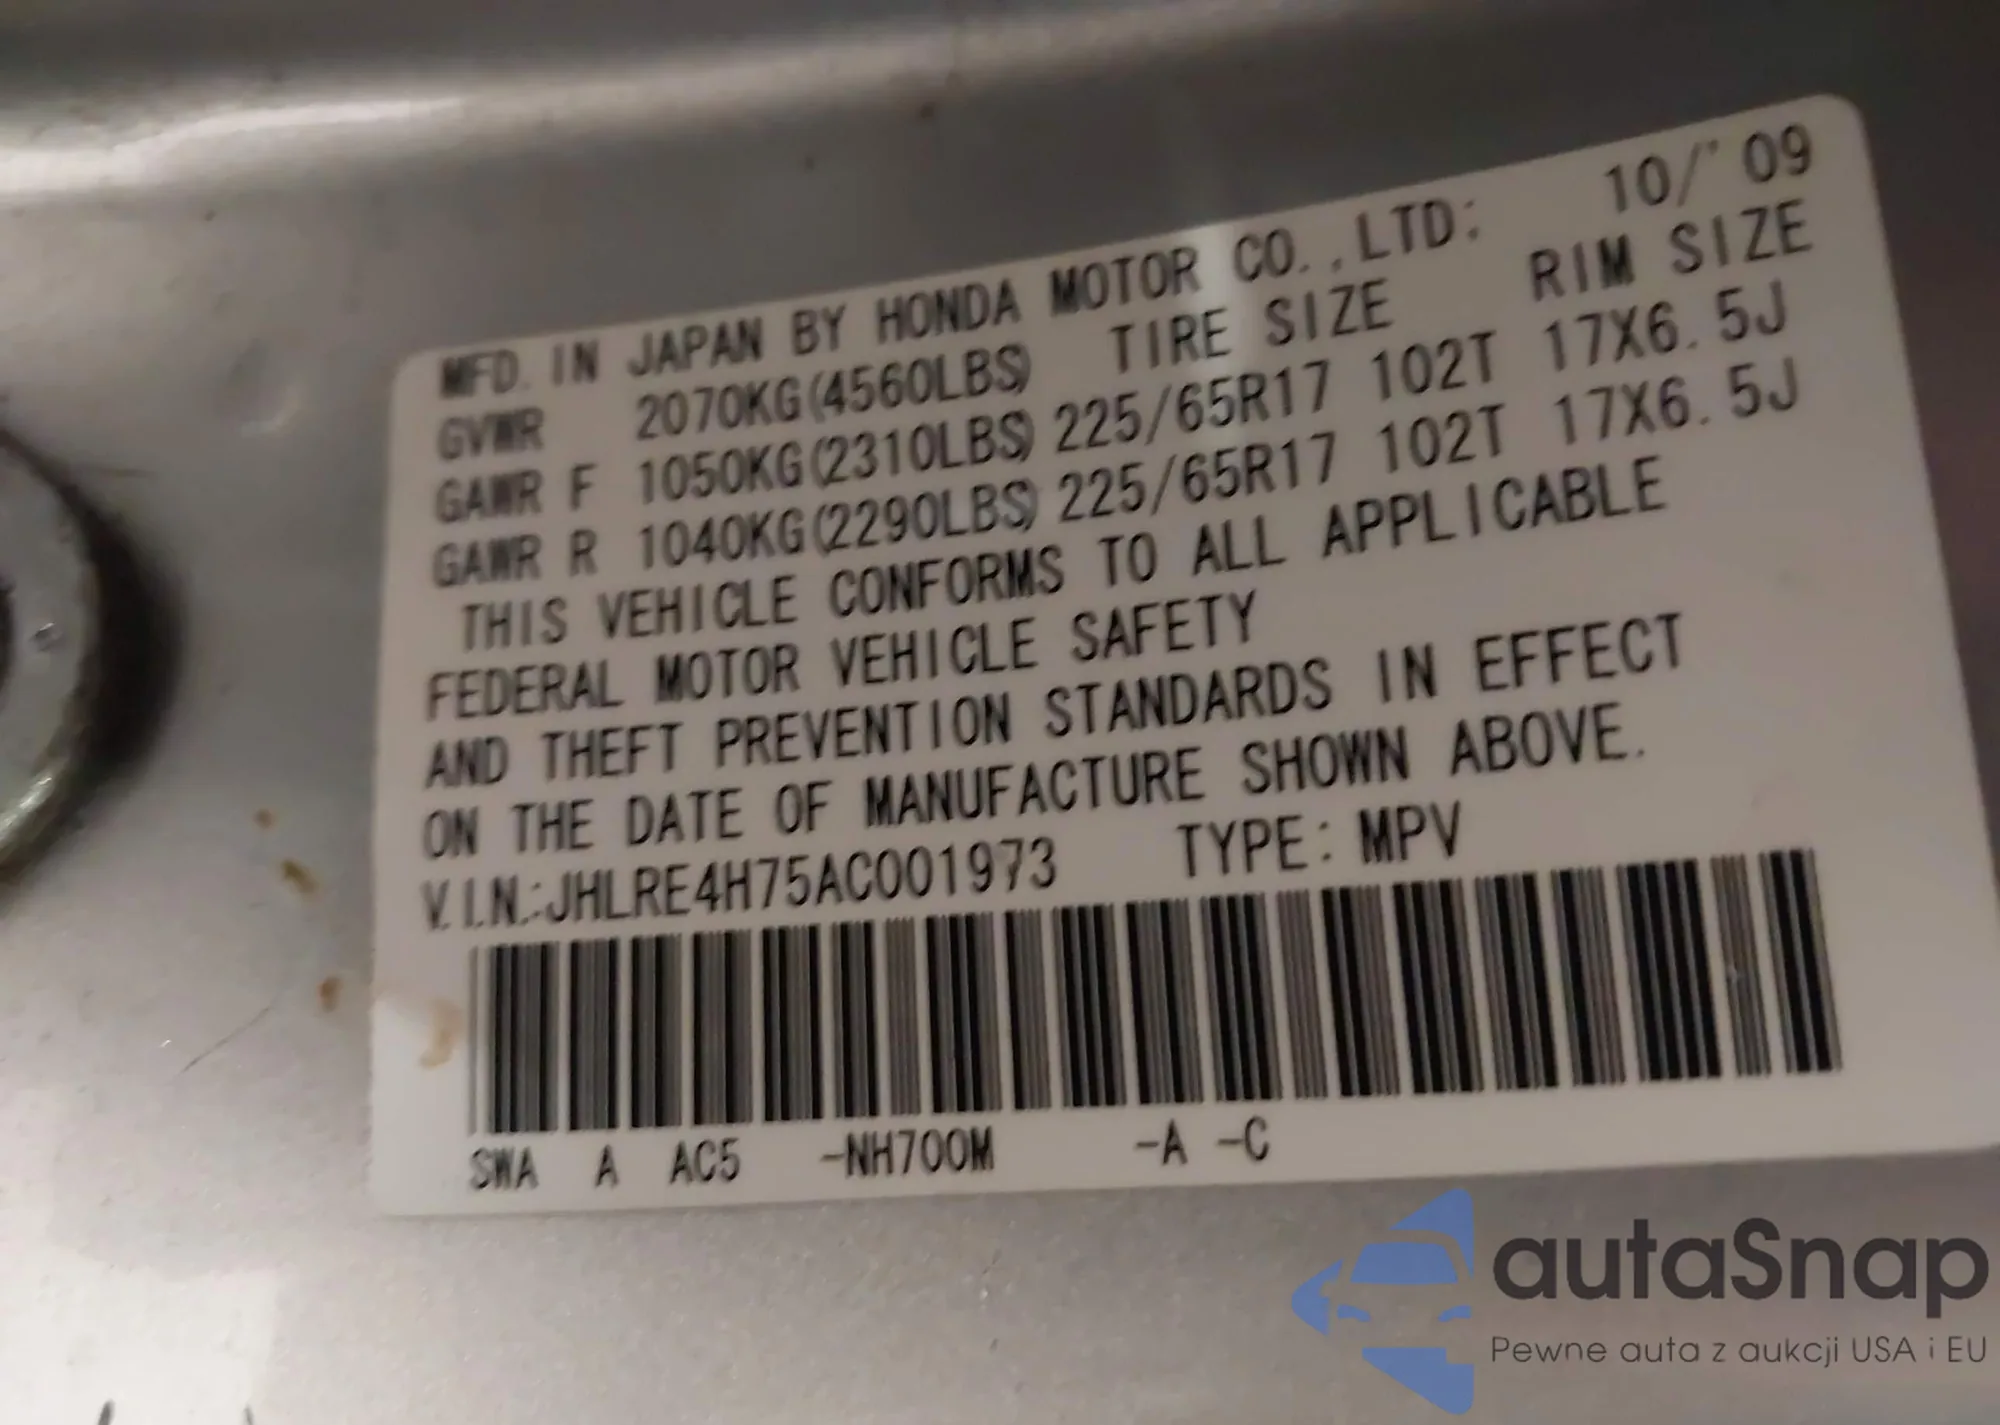 MFD. IN JAPAN BY HONDA MOTOR CO.,LTD: 10/'09
GVWR 2070KG(4560LBS) TIRE SIZE RIM SIZE
GAWR F 1050KG(2310LBS) 225/65R17 102T 17X6.5J
GAWR R 1040KG(2290LBS) 225/65R17 102T 17X6.5J
THIS VEHICLE CONFORMS TO ALL APPLICABLE
FEDERAL MOTOR VEHICLE SAFETY
AND THEFT PREVENTION STANDARDS IN EFFECT
ON THE DATE OF MANUFACTURE SHOWN ABOVE.
V.I.N.:JHLRE4H75AC001973 TYPE: MPV
SWA A AC5 -NH700M -A -C
autaSnap
Pewne auta z aukcji USA i EU